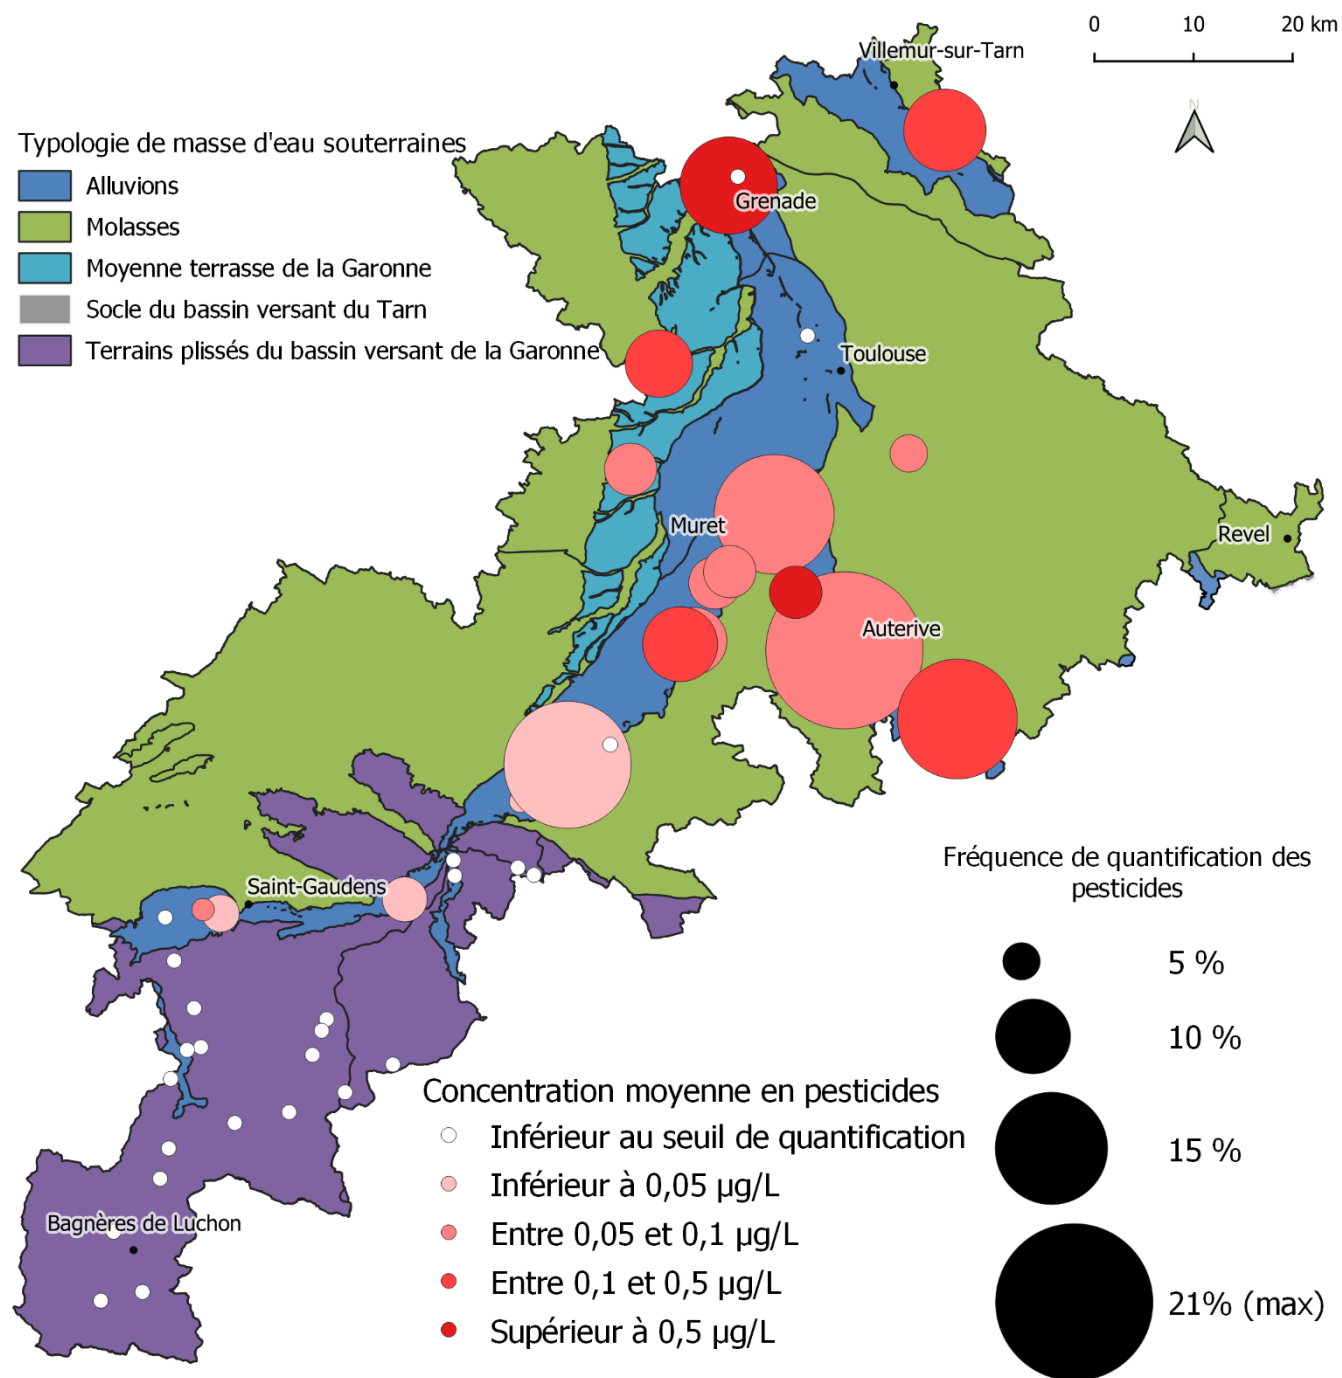 0 10 20 km
Villemur-sur-Tarn
N
Typologie de masse d'eau souterraines
Alluvions
Molasses
Moyenne terrasse de la Garonne
Socle du bassin versant du Tarn
Terrains plissés du bassin versant de la Garonne
Grenade
Toulouse
Muret
Revel
Auterive
Saint-Gaudens
Bagnères de Luchon
Fréquence de quantification des
pesticides
5 %
10 %
15 %
21% (max)
Concentration moyenne en pesticides
Inférieur au seuil de quantification
Inférieur à 0,05 µg/L
Entre 0,05 et 0,1 µg/L
Entre 0,1 et 0,5 µg/L
Supérieur à 0,5 µg/L